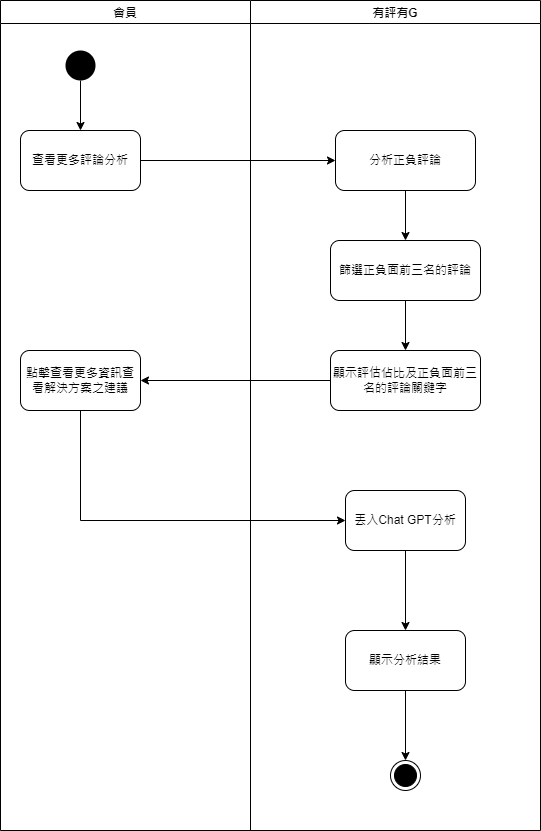 會員
有評有G
查看更多評論分析
分析正負評論
篩選正負面前三名的評論
點擊查看更多資訊查
看解決方案之建議
顯示評估佔比及正負面前三
名的評論關鍵字
丟入Chat GPT分析
顯示分析結果